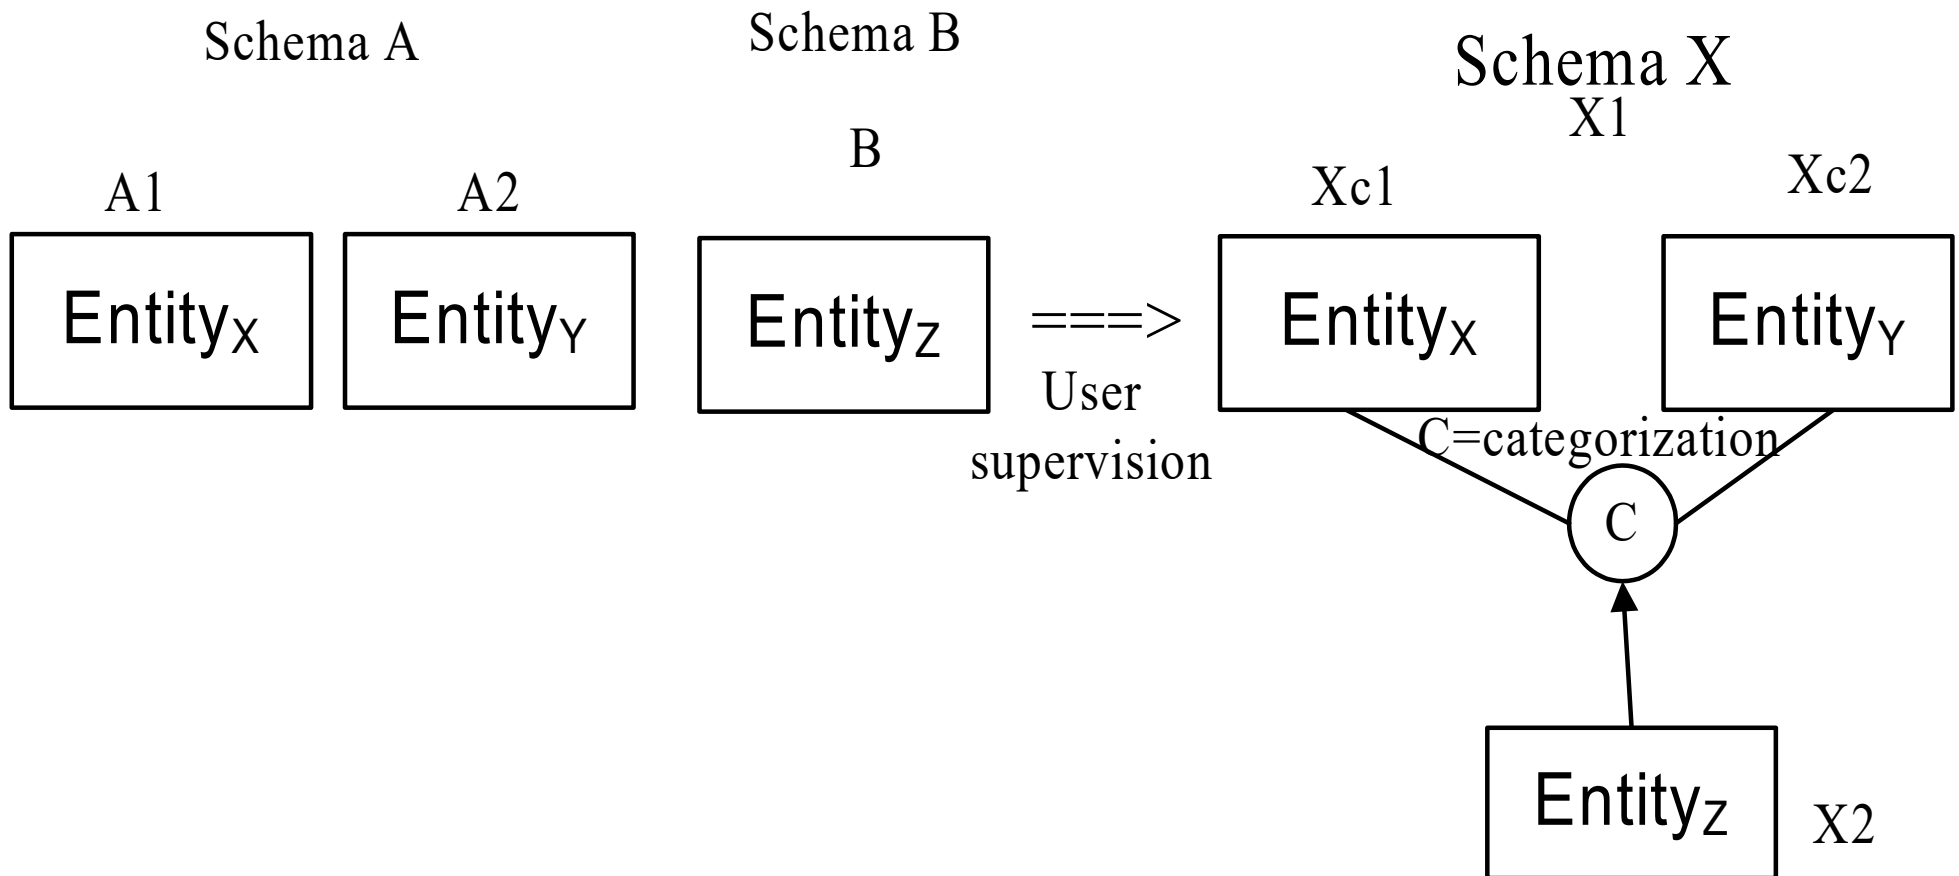 Schema A
Schema B
Schema X
X1
B
A1
A2
Xc1
Xc2
EntityX
EntityY
EntityZ
===>
EntityX
EntityY
User
supervision
C=categorization
C
EntityZ
X2